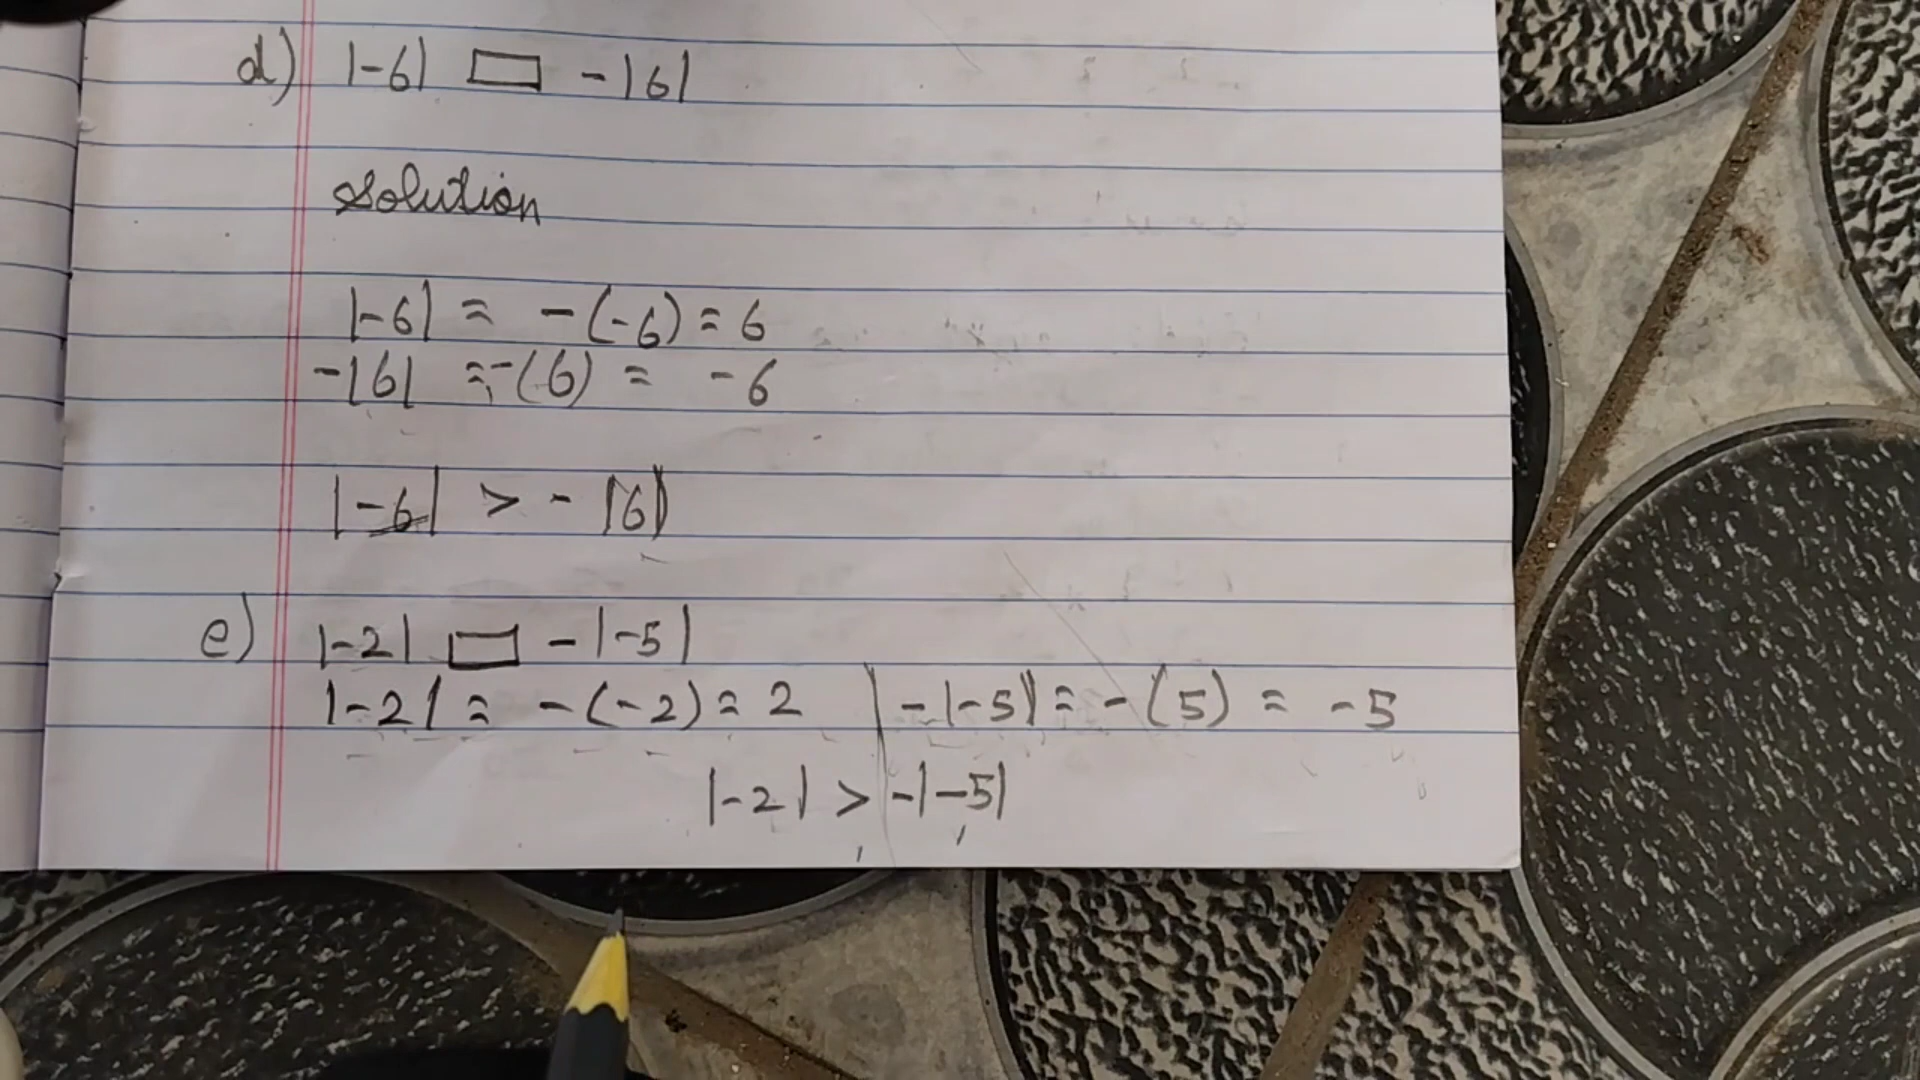 d) |-6| □ -|6|
Solution
|-6| = -(-6) = 6
-|6| = -(6) = -6
|-6| > -|6|
e) |-2| □ -|-5|
|-2| = -(-2) = 2 | -|-5| = -(5) = -5
|-2| > -|-5|